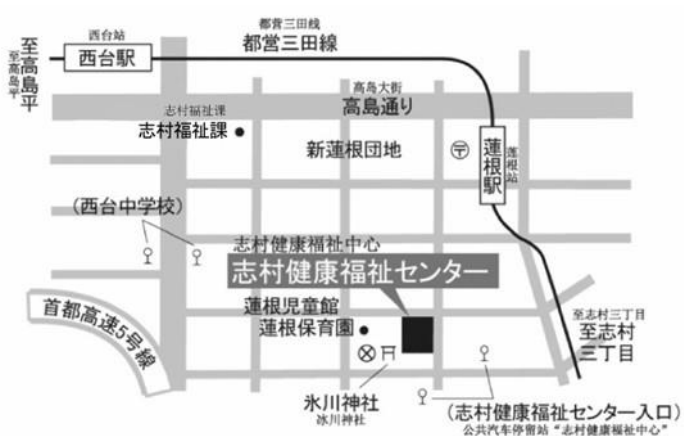 都营三田线
都営三田線
西台站
西台駅
至高島平
至高岛平
高岛大街
高島通り
志村福祉课
志村福祉課
新蓮根団地
蓮根駅
莲根站
(西台中学校)
志村健康福祉中心
志村健康福祉センター
首都高速5号線
蓮根児童館
蓮根保育園
至志村三丁目
至志村
三丁目
氷川神社
冰川神社
(志村健康福祉センター入口)
公共汽车停留站“志村健康福祉中心”